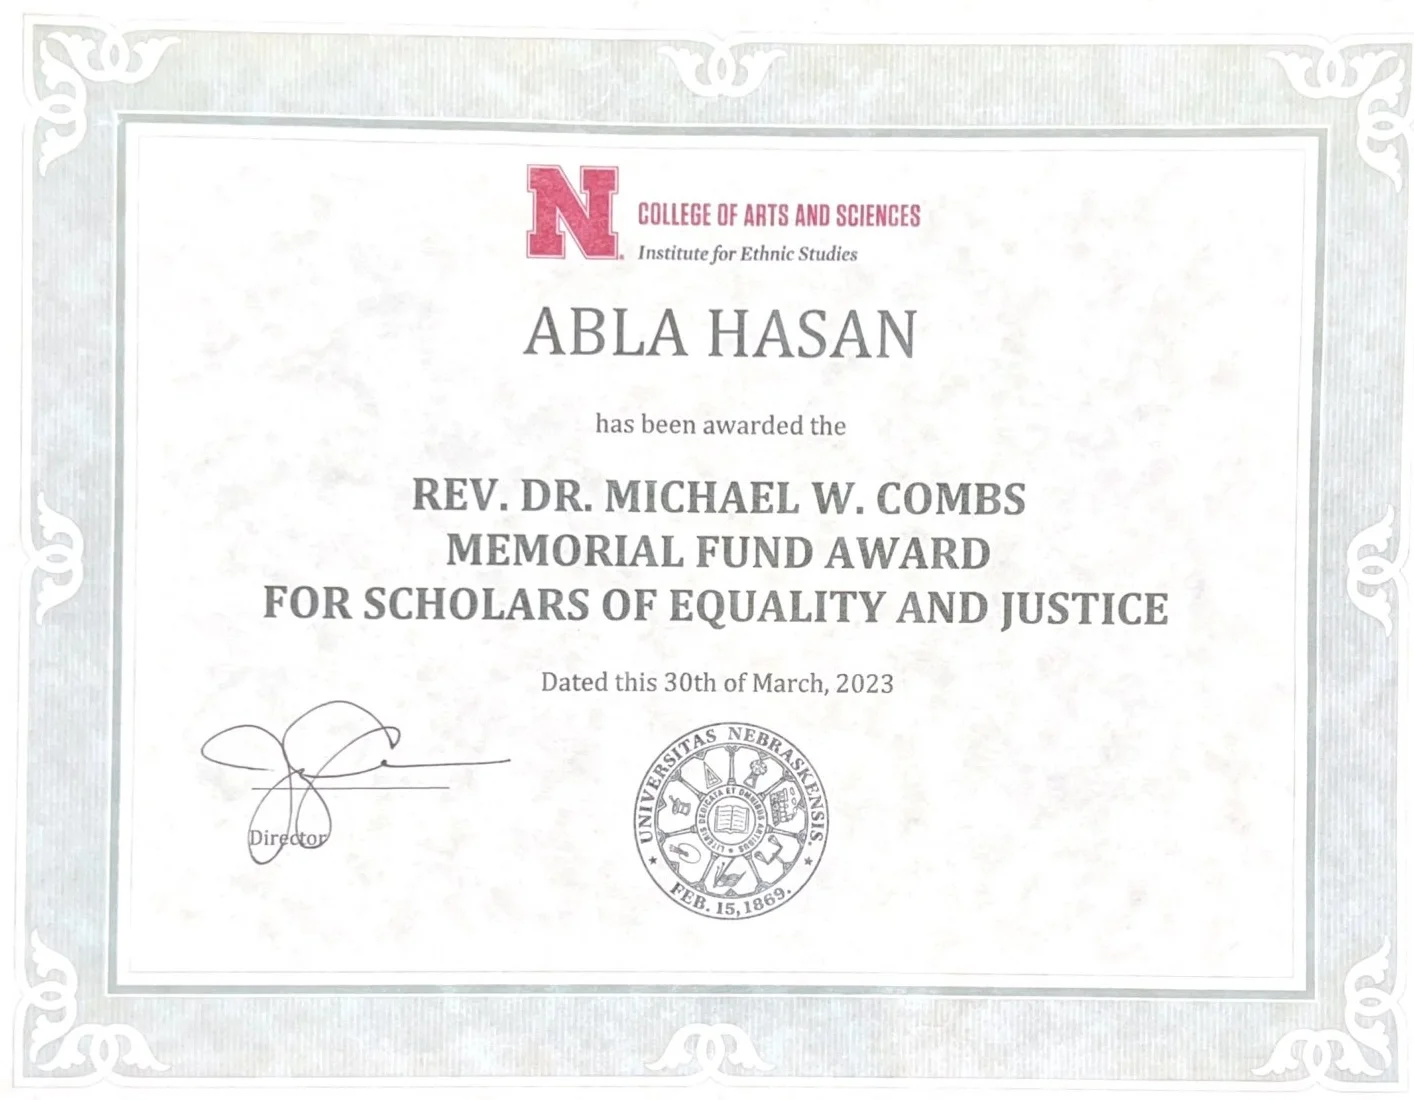 N
COLLEGE OF ARTS AND SCIENCES
Institute for Ethnic Studies
ABLA HASAN
has been awarded the
REV. DR. MICHAEL W. COMBS
MEMORIAL FUND AWARD
FOR SCHOLARS OF EQUALITY AND JUSTICE
Dated this 30th of March, 2023
Director
UNIVERSITAS NEBRASKENSIS.
LITERIS DEDICATA ET OMNIBUS ARTIBUS
FEB. 15, 1869.